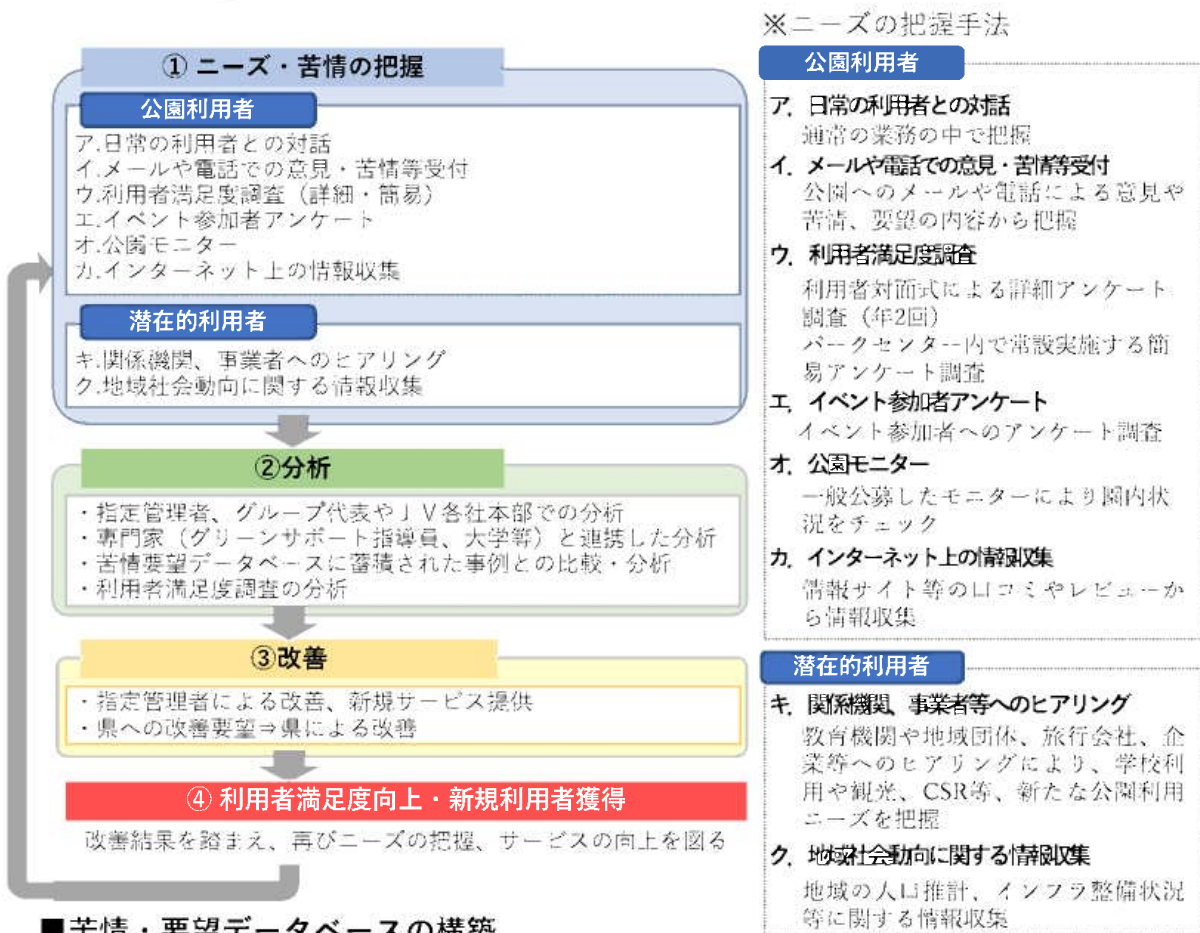 ① ニーズ・苦情の把握
公園利用者
ア.日常の利用者との対話
イ.メールや電話での意見・苦情等受付
ウ.利用者満足度調査（詳細・簡易）
エ.イベント参加者アンケート
オ.公園モニター
カ.インターネット上の情報収集
潜在的利用者
キ.関係機関、事業者へのヒアリング
ク.地域社会動向に関する情報収集
②分析
・指定管理者、グループ代表やＪＶ各社本部での分析
・専門家（グリーンサポート指導員、大学等）と連携した分析
・苦情要望データベースに蓄積された事例との比較・分析
・利用者満足度調査の分析
③改善
・指定管理者による改善、新規サービス提供
・県への改善要望⇒県による改善
④ 利用者満足度向上・新規利用者獲得
改善結果を踏まえ、再びニーズの把握、サービスの向上を図る
■苦情・要望データベースの構築
※ニーズの把握手法
公園利用者
ア．日常の利用者との対話
通常の業務の中で把握
イ．メールや電話での意見・苦情等受付
公園へのメールや電話による意見や
苦情、要望の内容から把握
ウ．利用者満足度調査
利用者対面式による詳細アンケート
調査（年2回）
パークセンター内で常設実施する簡
易アンケート調査
エ．イベント参加者アンケート
イベント参加者へのアンケート調査
オ．公園モニター
一般公募したモニターにより園内状
況をチェック
カ．インターネット上の情報収集
情報サイト等の口コミやレビューか
ら情報収集
潜在的利用者
キ．関係機関、事業者等へのヒアリング
教育機関や地域団体、旅行会社、企
業等へのヒアリングにより、学校利
用や観光、CSR等、新たな公園利用
ニーズを把握
ク．地域社会動向に関する情報収集
地域の人口推計、インフラ整備状況
等に関する情報収集